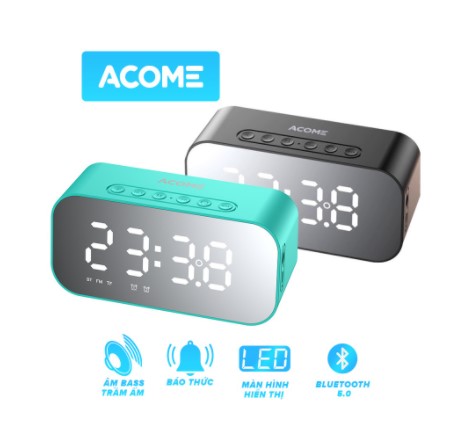 ACOME
ACOME
ACOME
23:38
23:38
ÂM BASS
TRẦM ẤM
BÁO THỨC
LED
MÀN HÌNH
HIỂN THỊ
BLUETOOTH
5.0